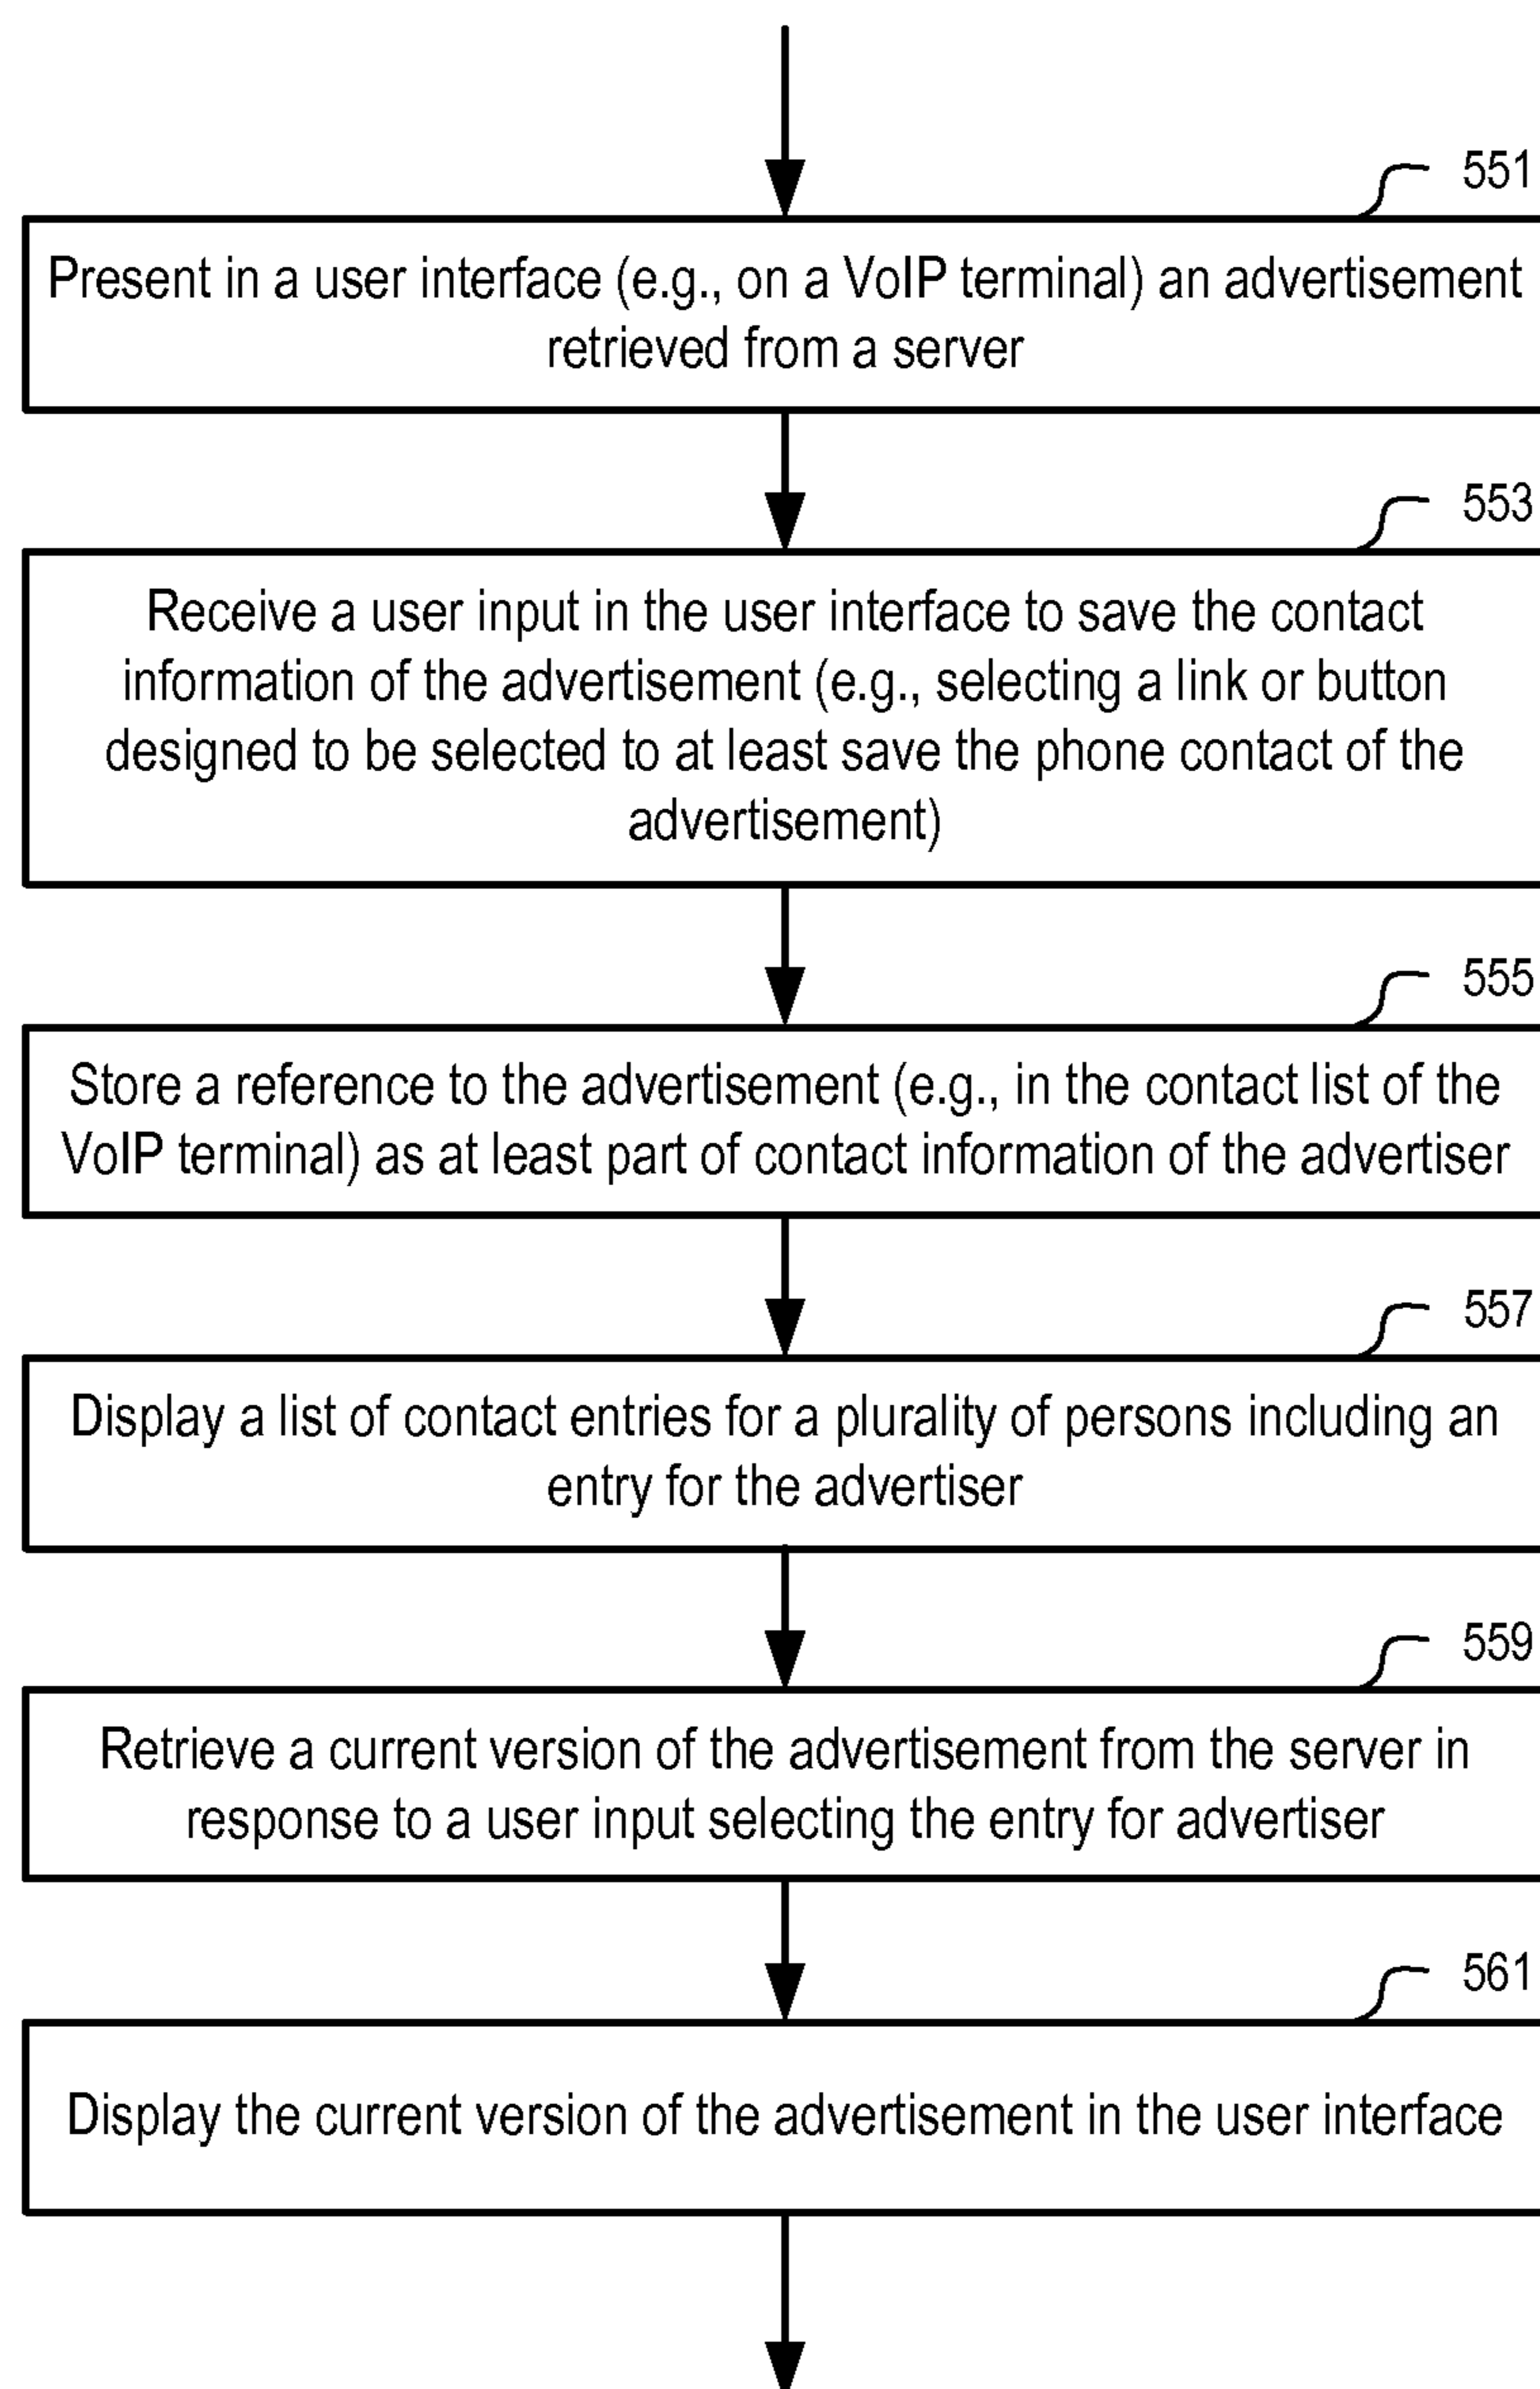 551
Present in a user interface (e.g., on a VoIP terminal) an advertisement
retrieved from a server
553
Receive a user input in the user interface to save the contact
information of the advertisement (e.g., selecting a link or button
designed to be selected to at least save the phone contact of the
advertisement)
555
Store a reference to the advertisement (e.g., in the contact list of the
VoIP terminal) as at least part of contact information of the advertiser
557
Display a list of contact entries for a plurality of persons including an
entry for the advertiser
559
Retrieve a current version of the advertisement from the server in
response to a user input selecting the entry for advertiser
561
Display the current version of the advertisement in the user interface